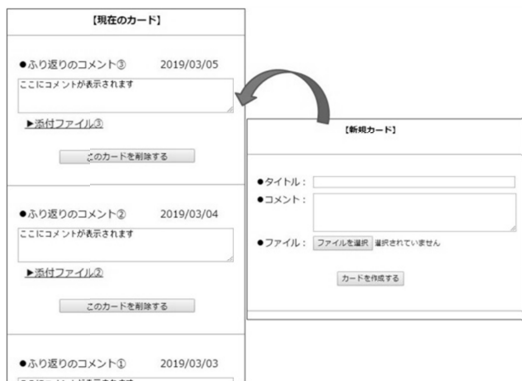 【現在のカード】
●ふり返りのコメント③ 2019/03/05
ここにコメントが表示されます
▶添付ファイル③
このカードを削除する
●ふり返りのコメント② 2019/03/04
ここにコメントが表示されます
▶添付ファイル②
このカードを削除する
●ふり返りのコメント① 2019/03/03
【新規カード】
●タイトル：
●コメント：
●ファイル： ファイルを選択 選択されていません
カードを作成する